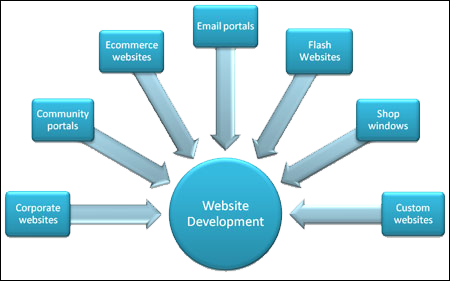 Email portals
Ecommerce
websites
Flash
Websites
Community
portals
Shop
windows
Corporate
websites
Website
Development
Custom
websites